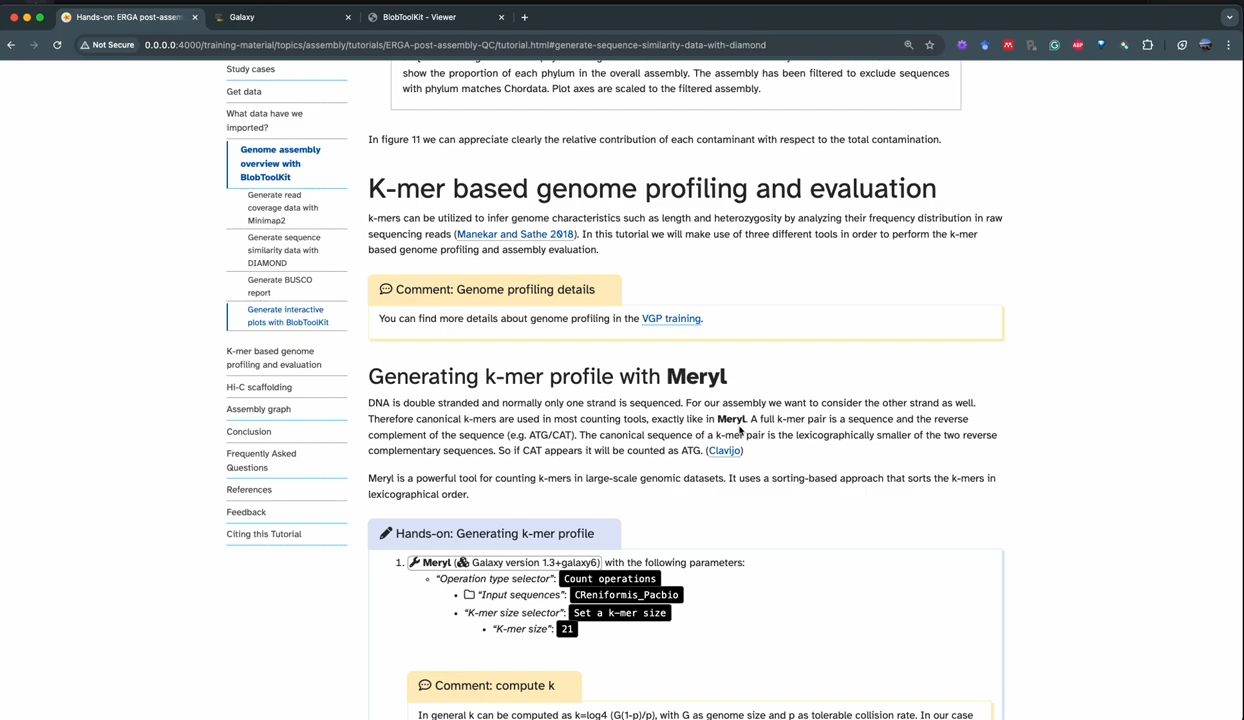 Hands-on: ERGA post-assem
Galaxy
BlobToolKit - Viewer
Not Secure
0.0.0.0:4000/training-material/topics/assembly/tutorials/ERGA-post-assembly-QC/tutorial.html#generate-sequence-similarity-data-with-diamond
Study cases
Get data
What data have we
imported?
Genome assembly
overview with
BlobToolKit
Generate read
coverage data with
Minimap2
Generate sequence
similarity data with
DIAMOND
Generate BUSCO
report
Generate interactive
plots with BlobToolKit
K-mer based genome
profiling and evaluation
Hi-C scaffolding
Assembly graph
Conclusion
Frequently Asked
Questions
References
Feedback
Citing this Tutorial
show the proportion of each phylum in the overall assembly. The assembly has been filtered to exclude sequences
with phylum matches Chordata. Plot axes are scaled to the filtered assembly.
In figure 11 we can appreciate clearly the relative contribution of each contaminant with respect to the total contamination.
K-mer based genome profiling and evaluation
k-mers can be utilized to infer genome characteristics such as length and heterozygosity by analyzing their frequency distribution in raw
sequencing reads (Manekar and Sathe 2018). In this tutorial we will make use of three different tools in order to perform the k-mer
based genome profiling and assembly evaluation.
Comment: Genome profiling details
You can find more details about genome profiling in the VGP training.
Generating k-mer profile with Meryl
DNA is double stranded and normally only one strand is sequenced. For our assembly we want to consider the other strand as well.
Therefore canonical k-mers are used in most counting tools, exactly like in Meryl. A full k-mer pair is a sequence and the reverse
complement of the sequence (e.g. ATG/CAT). The canonical sequence of a k-mer pair is the lexicographically smaller of the two reverse
complementary sequences. So if CAT appears it will be counted as ATG. (Clavijo)
Meryl is a powerful tool for counting k-mers in large-scale genomic datasets. It uses a sorting-based approach that sorts the k-mers in
lexicographical order.
Hands-on: Generating k-mer profile
1. Meryl ( Galaxy version 1.3+galaxy6) with the following parameters:
"Operation type selector": Count operations
"Input sequences": CReniformis_Pacbio
"K-mer size selector": Set a k-mer size
"K-mer size": 21
Comment: compute k
In general k can be computed as k=log4 (G(1-p)/p), with G as genome size and p as tolerable collision rate. In our case